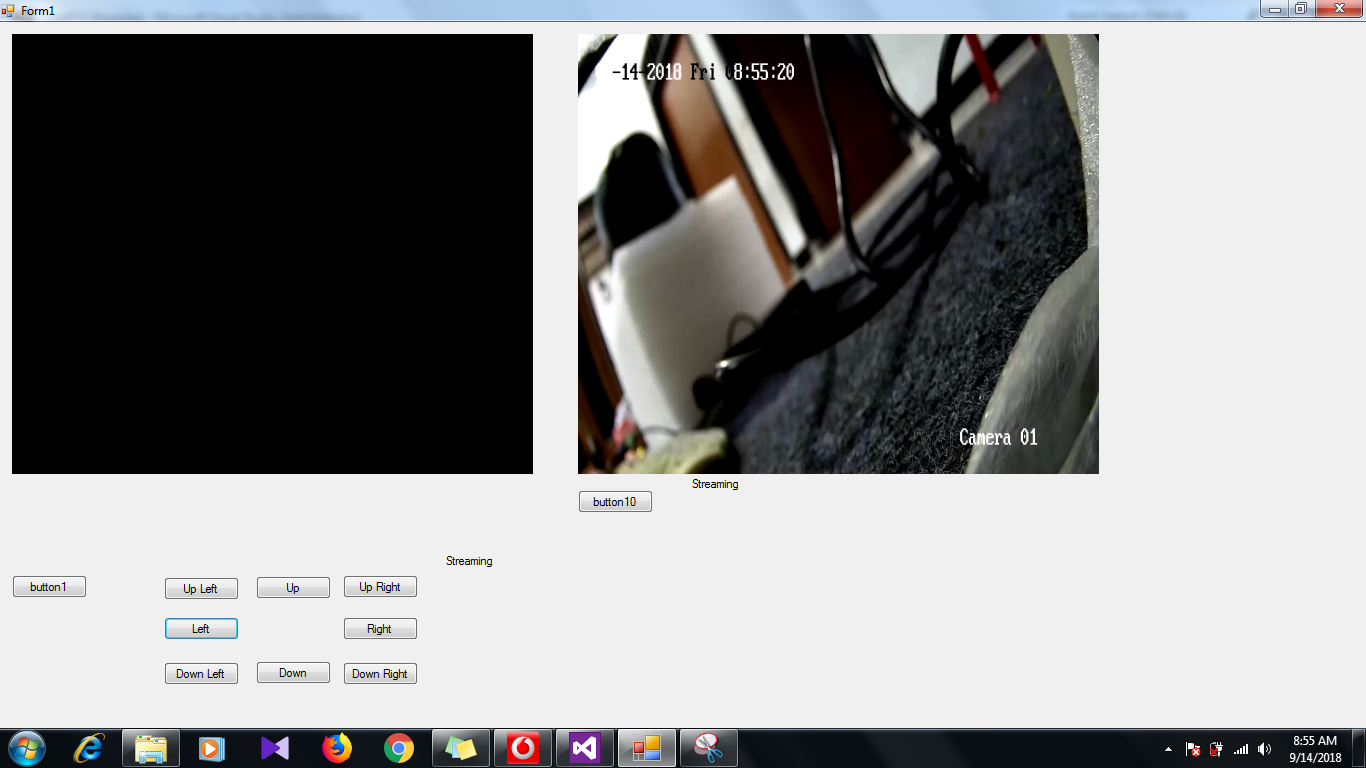 Form1
-14-2018 Fri 8:55:20
Camera 01
Streaming
button10
Streaming
button1
Up Left
Up
Up Right
Left
Right
Down Left
Down
Down Right
8:55 AM
9/14/2018